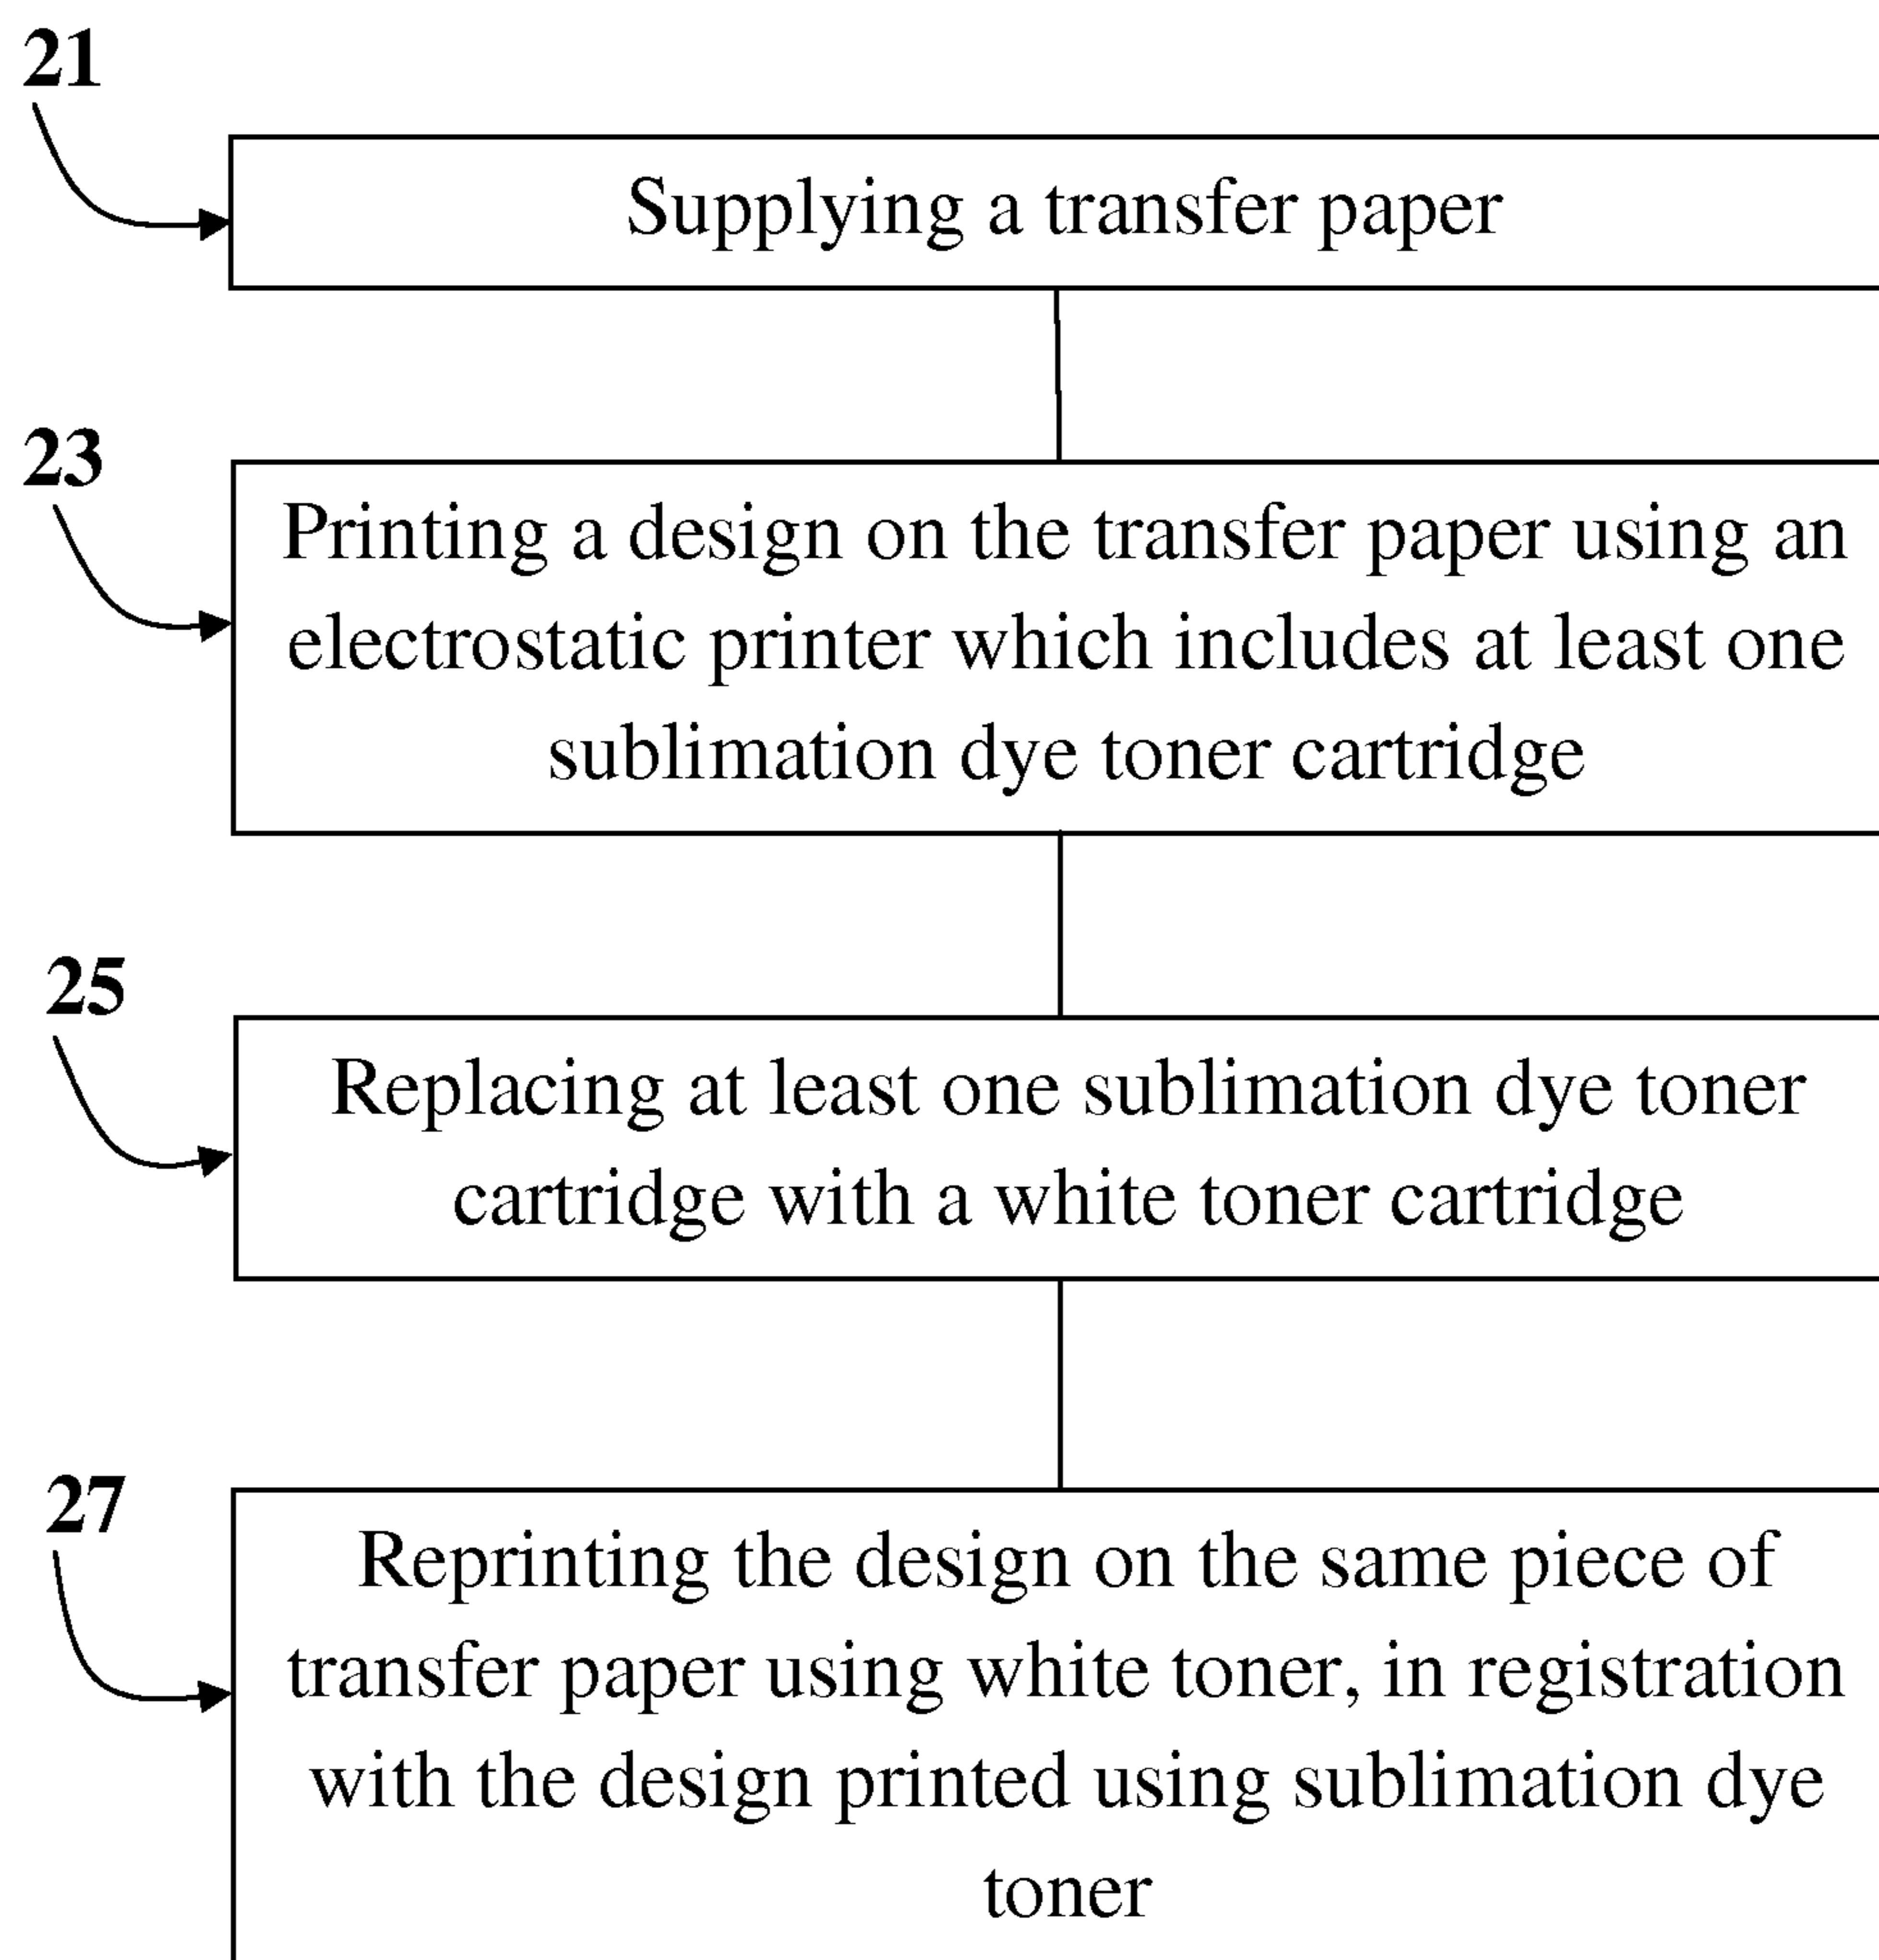 21
Supplying a transfer paper
23
Printing a design on the transfer paper using an
electrostatic printer which includes at least one
sublimation dye toner cartridge
25
Replacing at least one sublimation dye toner
cartridge with a white toner cartridge
27
Reprinting the design on the same piece of
transfer paper using white toner, in registration
with the design printed using sublimation dye
toner